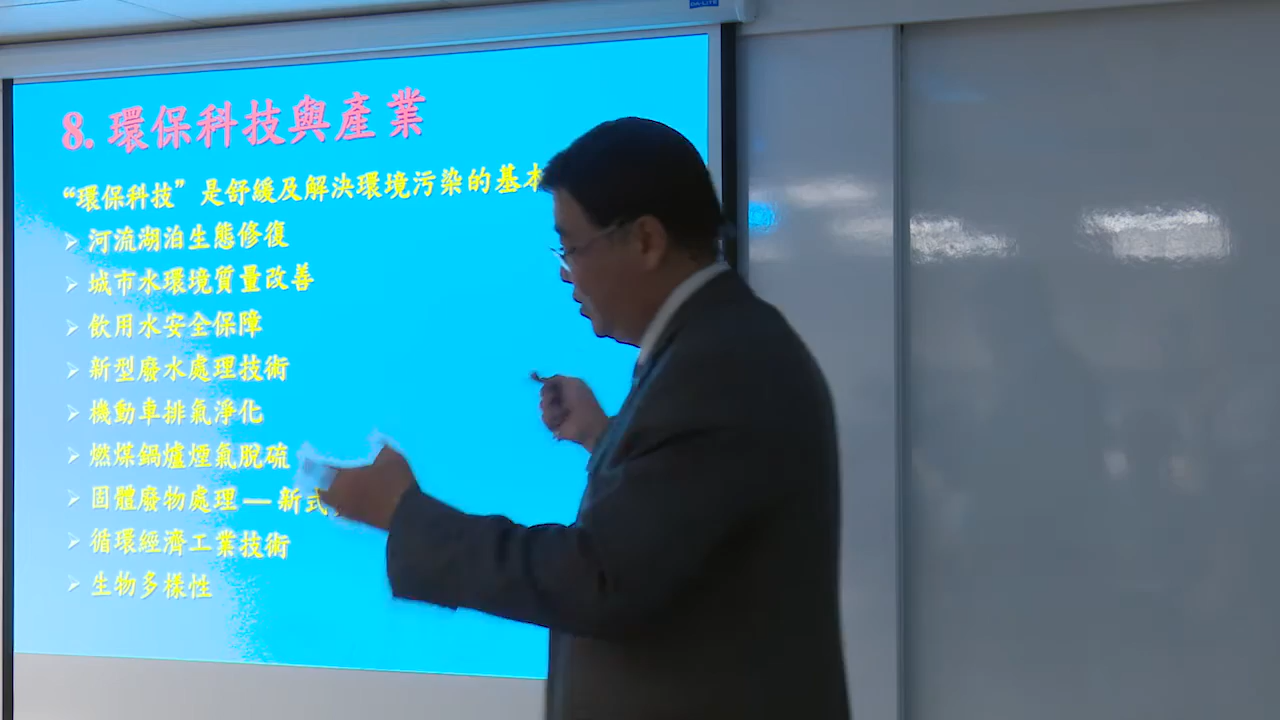 8. 環保科技與產業
“環保科技”是舒緩及解決環境污染的基本
➢ 河流湖泊生態修復
➢ 城市水環境質量改善
➢ 飲用水安全保障
➢ 新型廢水處理技術
➢ 機動車排氣淨化
➢ 燃煤鍋爐煙氣脫硫
➢ 固體廢物處理 — 新式
➢ 循環經濟工業技術
➢ 生物多樣性